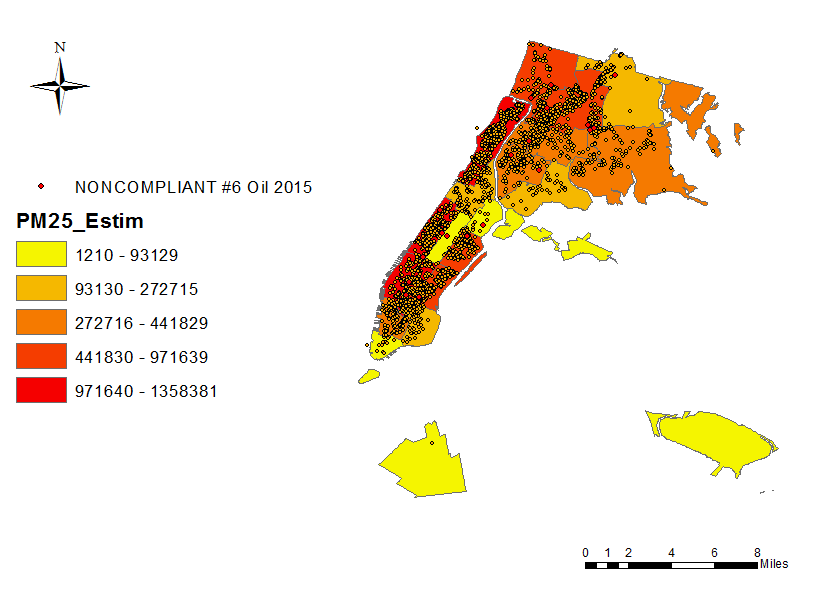 N
NONCOMPLIANT #6 Oil 2015
PM25_Estim
1210 - 93129
93130 - 272715
272716 - 441829
441830 - 971639
971640 - 1358381
0 1 2 4 6 8
Miles